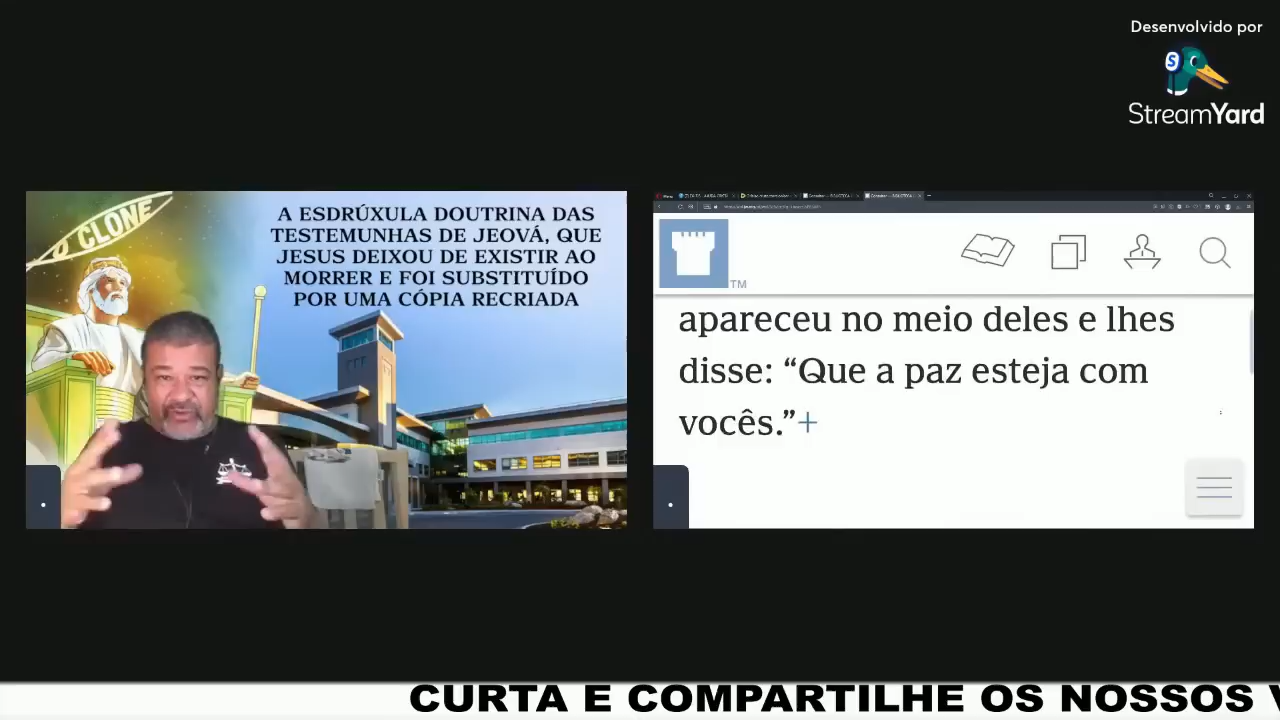 Desenvolvido por
S
StreamYard
O CLONE
A ESDRÚXULA DOUTRINA DAS
TESTEMUNHAS DE JEOVÁ, QUE
JESUS DEIXOU DE EXISTIR AO
MORRER E FOI SUBSTITUÍDO
POR UMA CÓPIA RECRIADA
TM
apareceu no meio deles e lhes
disse: “Que a paz esteja com
vocês.”+
CURTA E COMPARTILHE OS NOSSOS